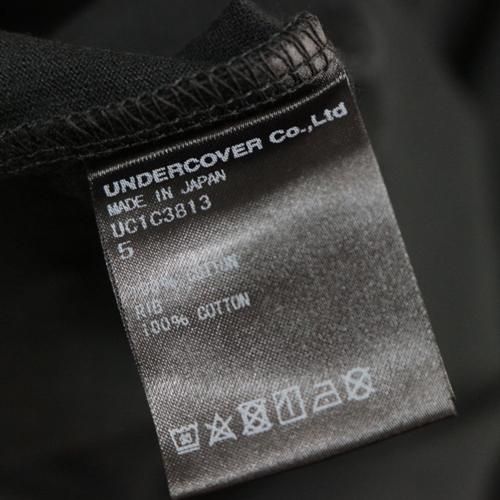 UNDERCOVER Co.,Ltd
MADE IN JAPAN
UC1C3813
5
100% COTTON
RIB
100% COTTON